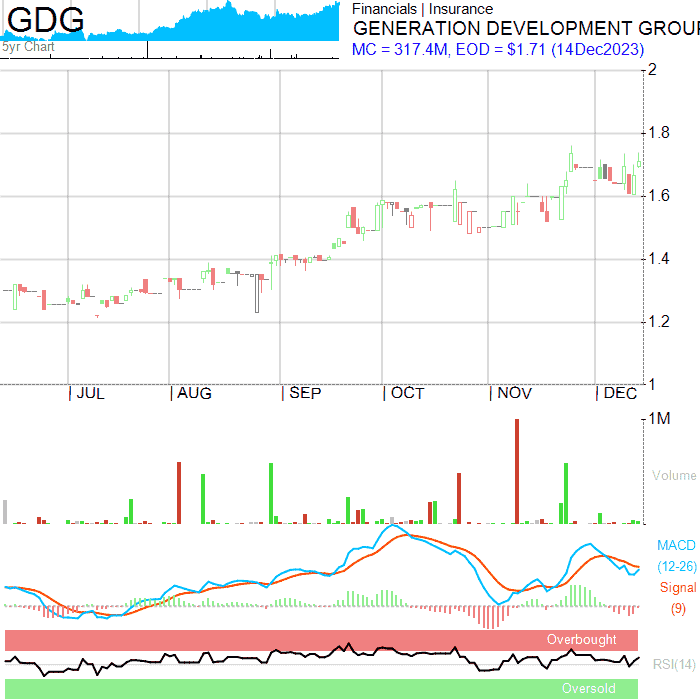 GDG
5yr Chart
Financials | Insurance
GENERATION DEVELOPMENT GROUP
MC = 317.4M, EOD = $1.71 (14Dec2023)
2
1.8
1.6
1.4
1.2
1
JUL
AUG
SEP
OCT
NOV
DEC
1M
Volume
MACD
(12-26)
Signal
(9)
Overbought
RSI(14)
Oversold